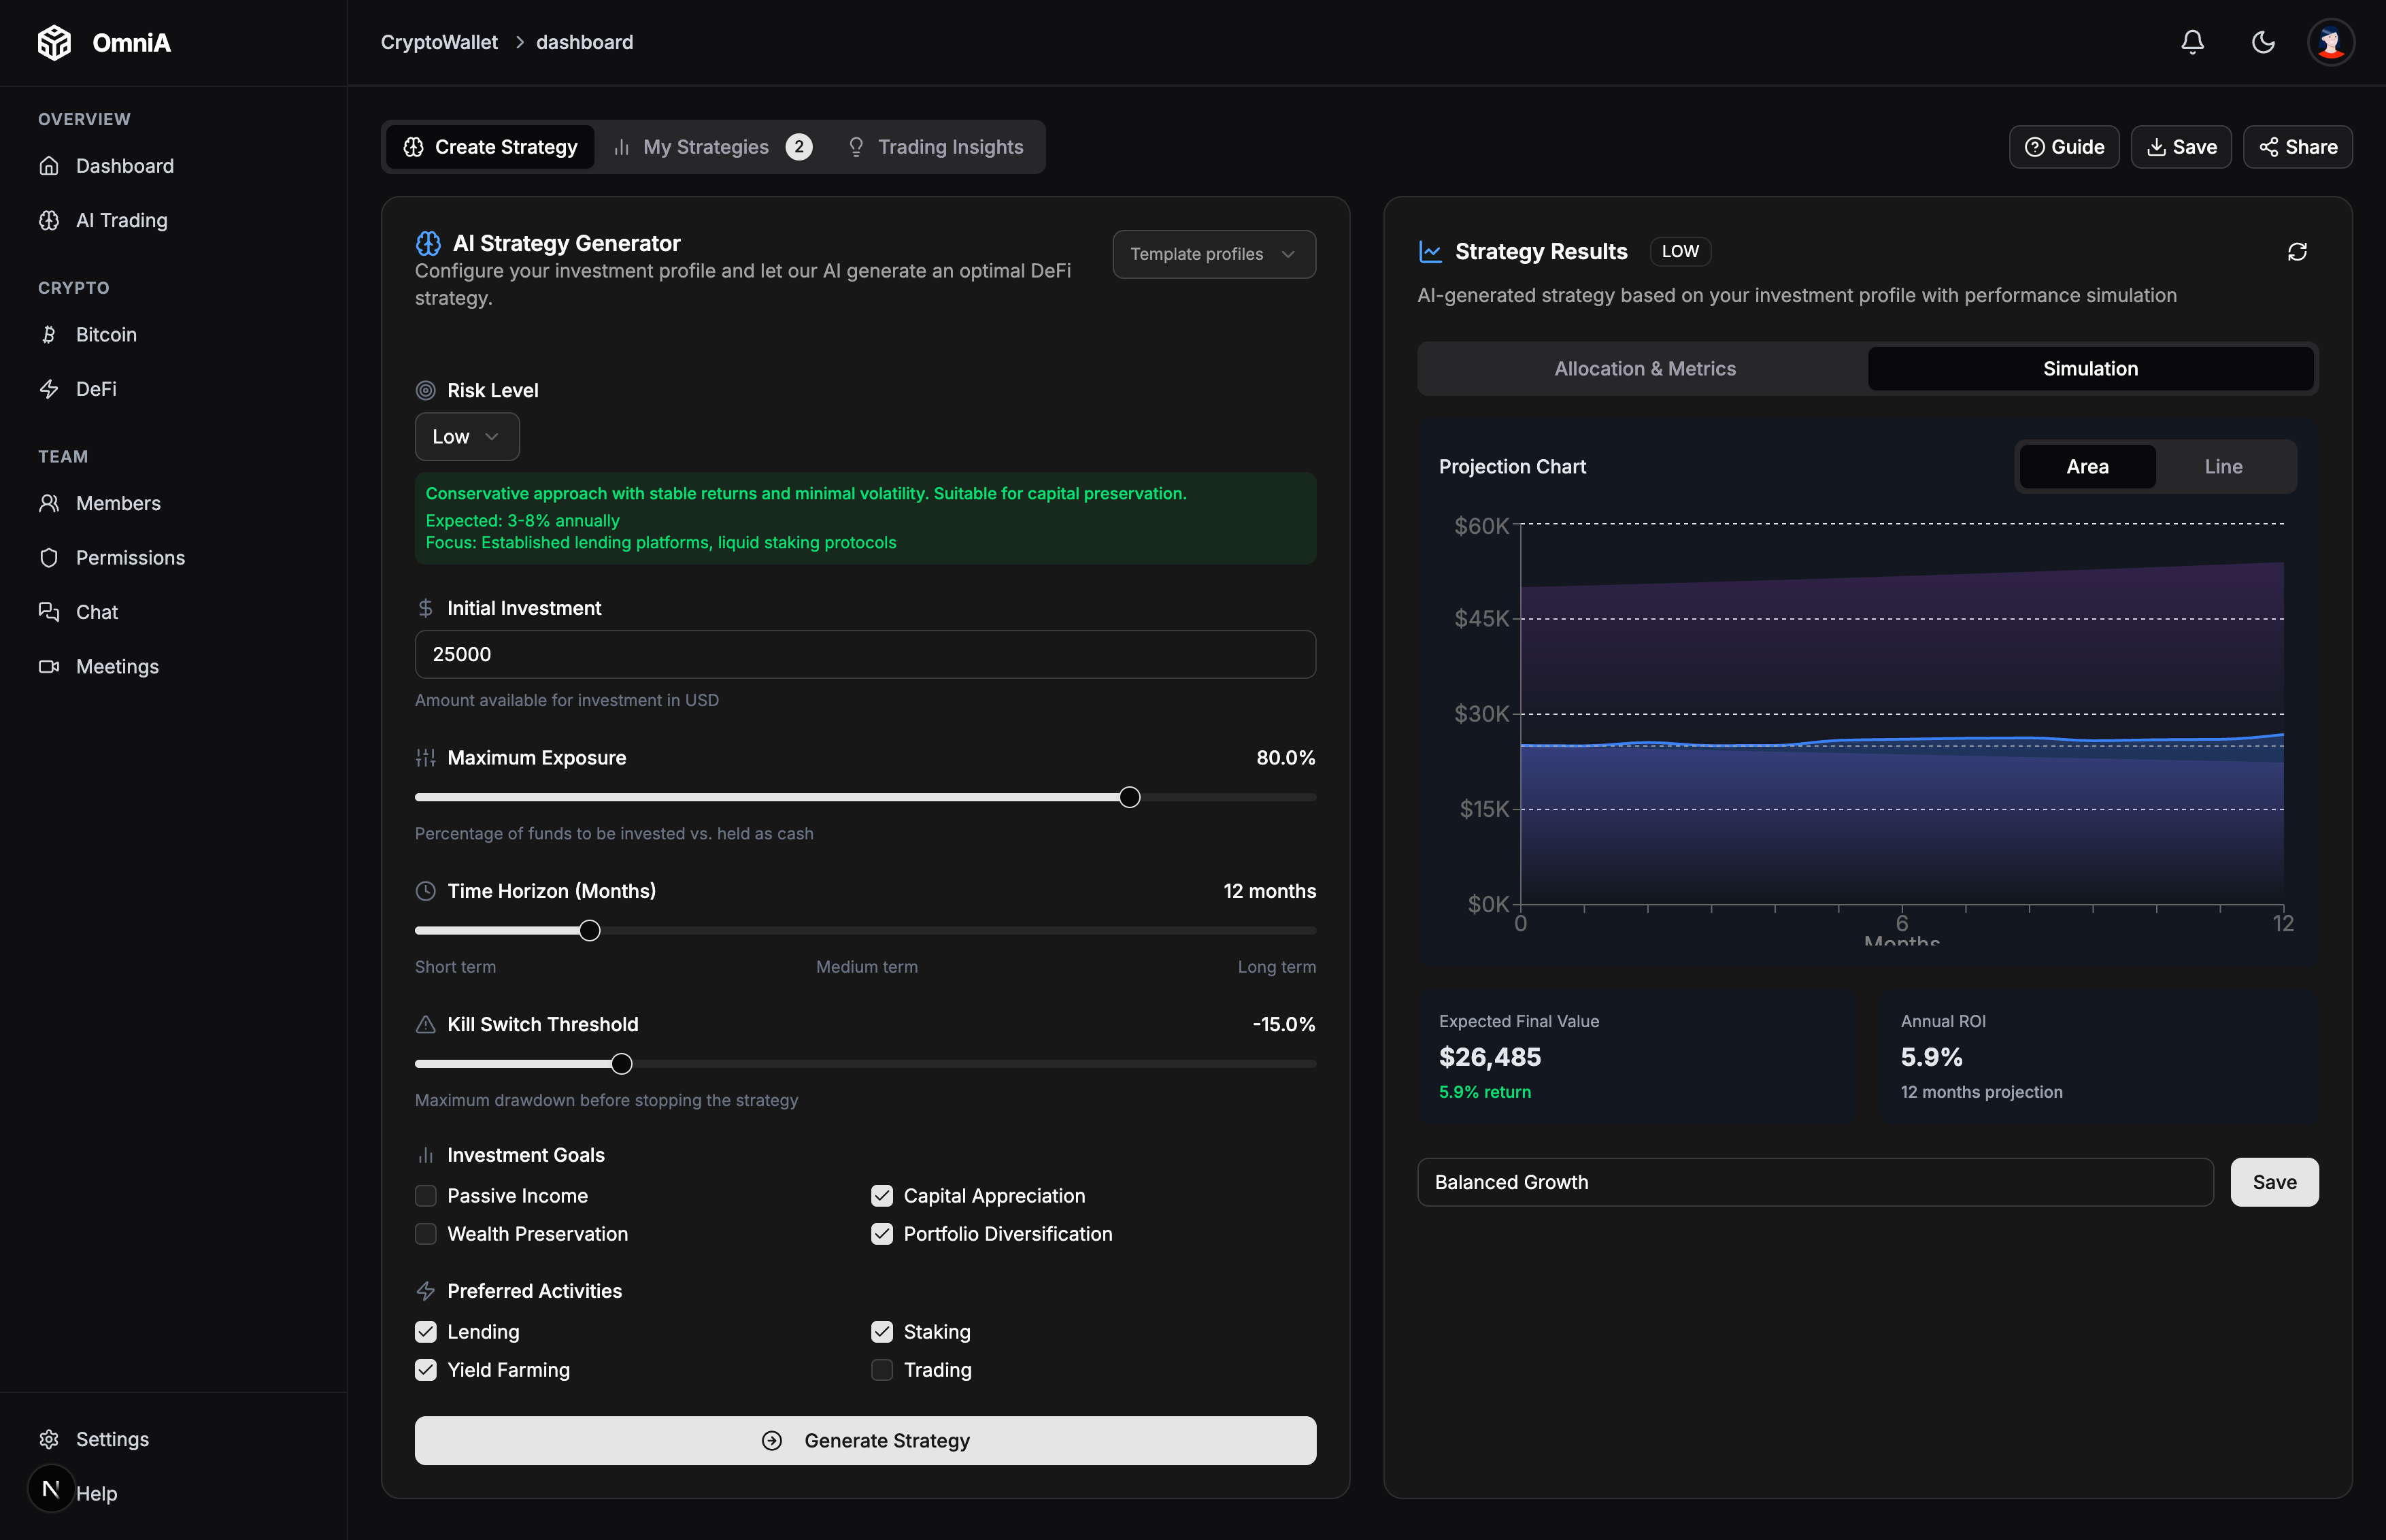 OmniA
CryptoWallet > dashboard
OVERVIEW
Dashboard
AI Trading
CRYPTO
Bitcoin
DeFi
TEAM
Members
Permissions
Chat
Meetings
Settings
N
Help
Create Strategy
My Strategies 2
Trading Insights
Guide
Save
Share
AI Strategy Generator
Configure your investment profile and let our AI generate an optimal DeFi
strategy.
Template profiles
Risk Level
Low
Conservative approach with stable returns and minimal volatility. Suitable for capital preservation.
Expected: 3-8% annually
Focus: Established lending platforms, liquid staking protocols
Initial Investment
25000
Amount available for investment in USD
Maximum Exposure 80.0%
Percentage of funds to be invested vs. held as cash
Time Horizon (Months) 12 months
Short term Medium term Long term
Kill Switch Threshold -15.0%
Maximum drawdown before stopping the strategy
Investment Goals
Passive Income Capital Appreciation
Wealth Preservation Portfolio Diversification
Preferred Activities
Lending Staking
Yield Farming Trading
Generate Strategy
Strategy Results LOW
AI-generated strategy based on your investment profile with performance simulation
Allocation & Metrics Simulation
Projection Chart Area Line
$60K
$45K
$30K
$15K
$0K
0 6 12
Months
Expected Final Value
$26,485
5.9% return
Annual ROI
5.9%
12 months projection
Balanced Growth
Save